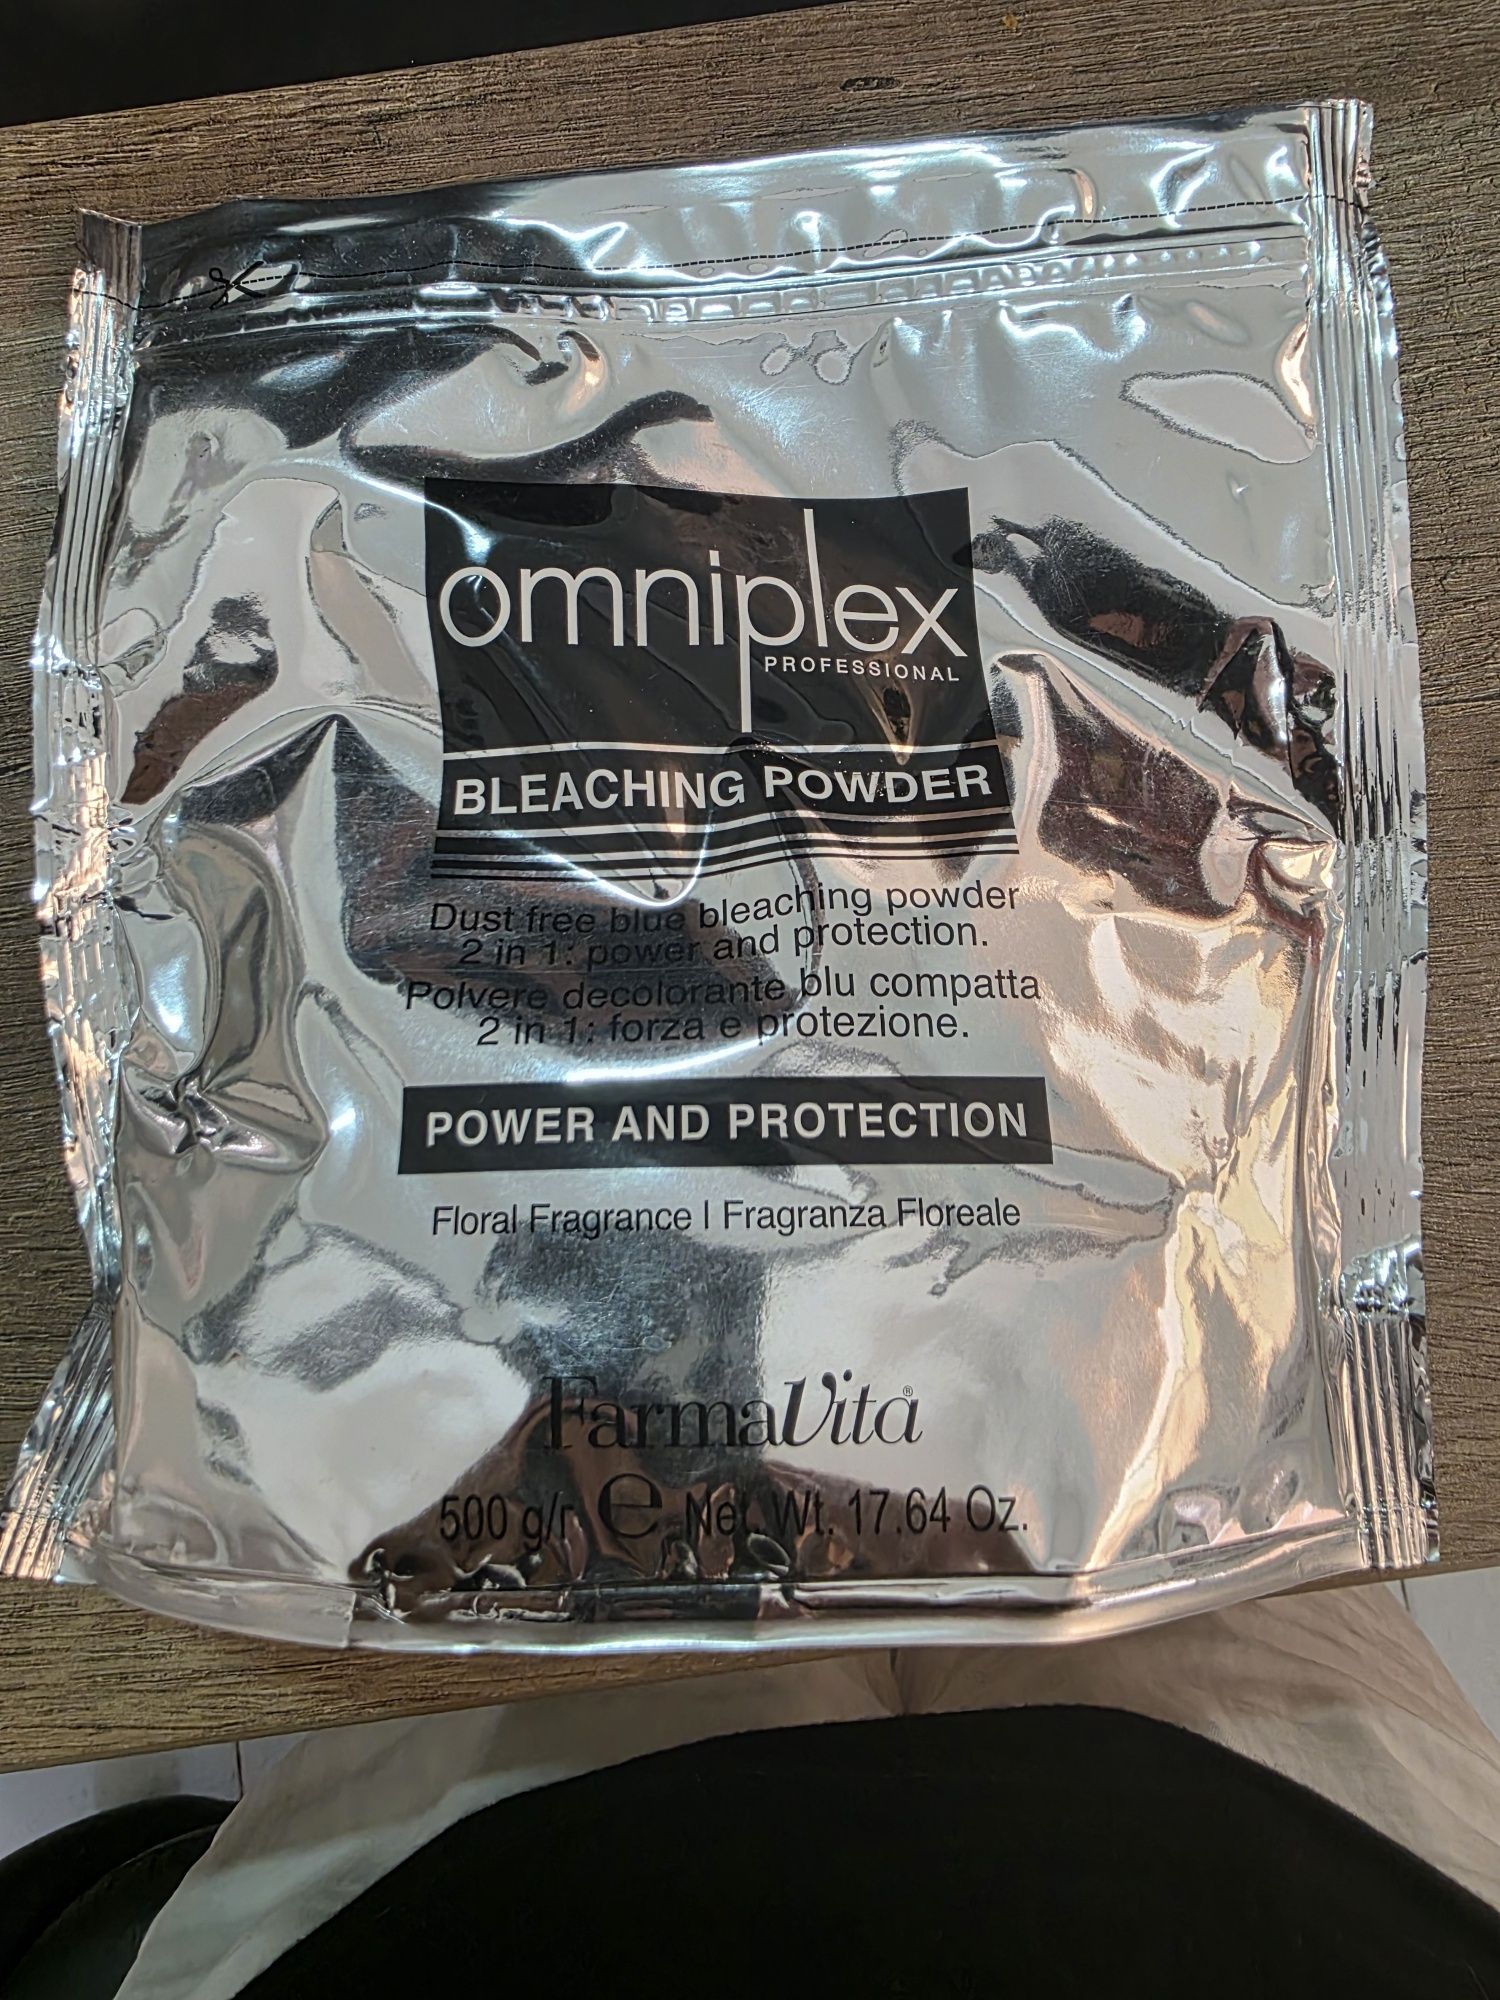 omniplex
PROFESSIONAL
BLEACHING POWDER
Dust free blue bleaching powder
2 in 1: power and protection.
Polvere decolorante blu compatta
2 in 1: forza e protezione.
POWER AND PROTECTION
Floral Fragrance | Fragranza Floreale
FarmaVita®
500 g/r e Net. Wt. 17.64 Oz.